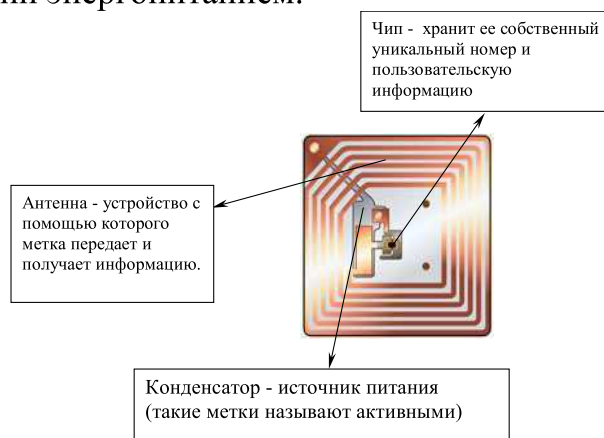 энергопитанием.
Чип - хранит ее собственный
уникальный номер и
пользовательскую
информацию
Антенна - устройство с
помощью которого
метка передает и
получает информацию.
Конденсатор - источник питания
(такие метки называют активными)